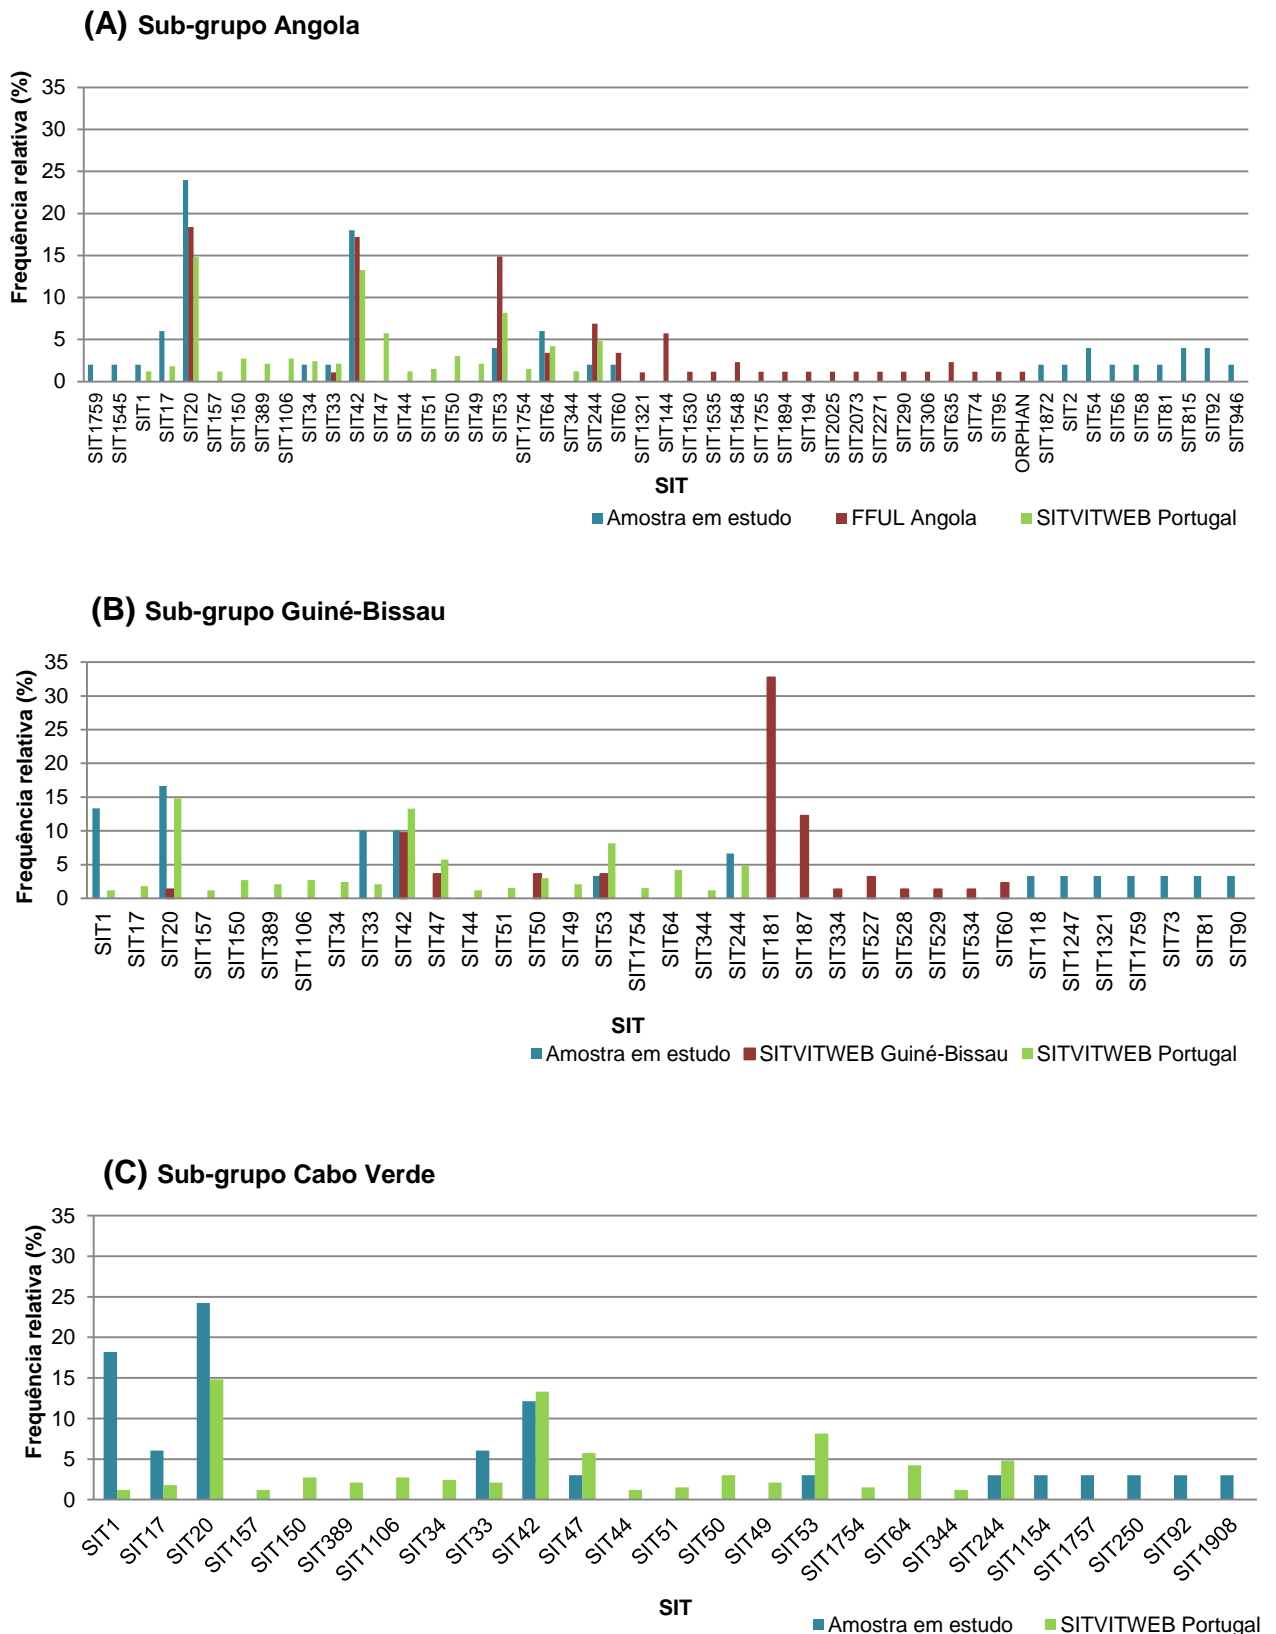 (A) Sub-grupo Angola
Frequência relativa (%)
35
30
25
20
15
10
5
0
SIT1759 SIT1545 SIT1 SIT17 SIT20 SIT157 SIT150 SIT389 SIT1106 SIT34 SIT33 SIT42 SIT47 SIT44 SIT51 SIT50 SIT49 SIT53 SIT1754 SIT64 SIT344 SIT244 SIT60 SIT1321 SIT144 SIT1530 SIT1535 SIT1548 SIT1755 SIT1894 SIT194 SIT2025 SIT2073 SIT2271 SIT290 SIT306 SIT635 SIT74 SIT95 ORPHAN SIT1872 SIT2 SIT54 SIT56 SIT58 SIT81 SIT815 SIT92 SIT946
SIT
Amostra em estudo FFUL Angola SITVITWEB Portugal
(B) Sub-grupo Guiné-Bissau
Frequência relativa (%)
35
30
25
20
15
10
5
0
SIT1 SIT17 SIT20 SIT157 SIT150 SIT389 SIT1106 SIT34 SIT33 SIT42 SIT47 SIT44 SIT51 SIT50 SIT49 SIT53 SIT1754 SIT64 SIT344 SIT244 SIT181 SIT187 SIT334 SIT527 SIT528 SIT529 SIT534 SIT60 SIT118 SIT1247 SIT1321 SIT1759 SIT73 SIT81 SIT90
SIT
Amostra em estudo SITVITWEB Guiné-Bissau SITVITWEB Portugal
(C) Sub-grupo Cabo Verde
Frequência relativa (%)
35
30
25
20
15
10
5
0
SIT1 SIT17 SIT20 SIT157 SIT150 SIT389 SIT1106 SIT34 SIT33 SIT42 SIT47 SIT44 SIT51 SIT50 SIT49 SIT53 SIT1754 SIT64 SIT344 SIT244 SIT1154 SIT1757 SIT250 SIT92 SIT1908
SIT
Amostra em estudo SITVITWEB Portugal